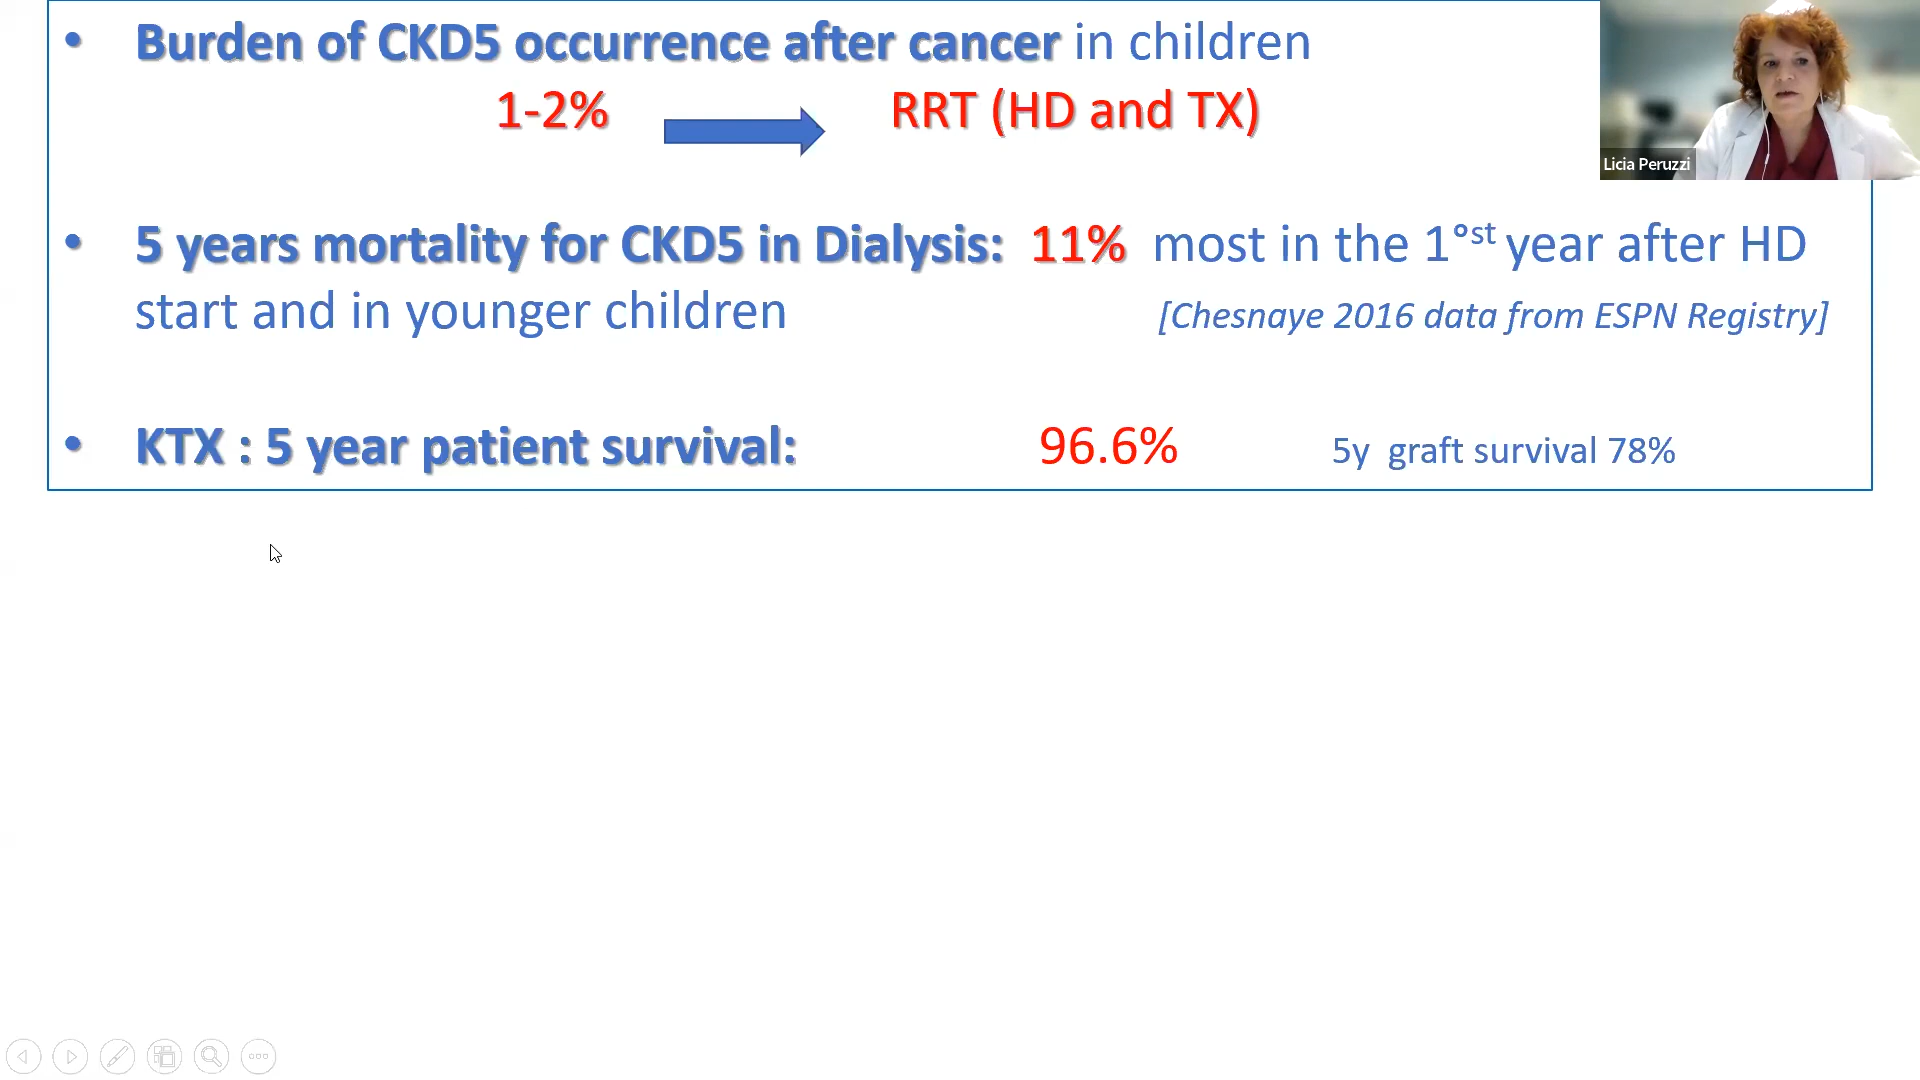 • Burden of CKD5 occurrence after cancer in children
1-2% RRT (HD and TX)
Licia Peruzzi
• 5 years mortality for CKD5 in Dialysis: 11% most in the 1°st year after HD
start and in younger children [Chesnaye 2016 data from ESPN Registry]
• KTX : 5 year patient survival: 96.6% 5y graft survival 78%